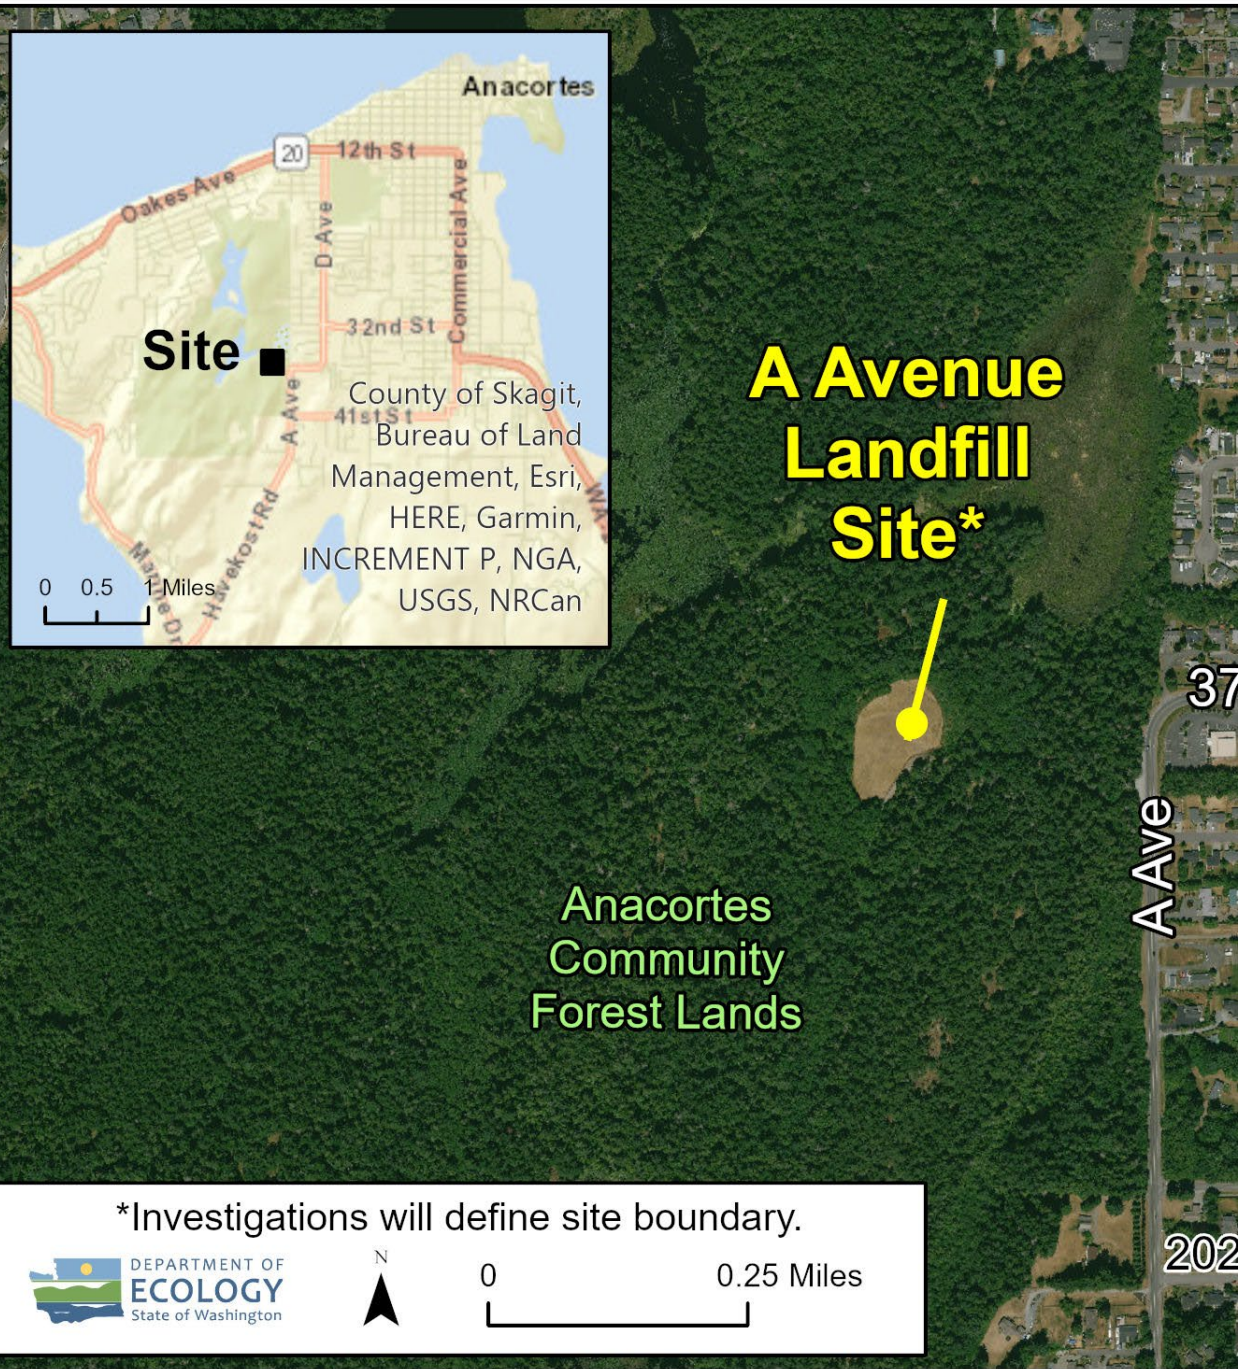 Anacortes
20
12th St
Oakes Ave
D Ave
Commercial Ave
32nd St
Site
A Ave
41st St
County of Skagit,
Bureau of Land
Management, Esri,
HERE, Garmin,
INCREMENT P, NGA,
USGS, NRCan
Havekost Rd
Marine Dr
WA-
0 0.5 1 Miles
A Avenue
Landfill
Site*
37
A Ave
Anacortes
Community
Forest Lands
202
*Investigations will define site boundary.
DEPARTMENT OF
ECOLOGY
State of Washington
N
0 0.25 Miles